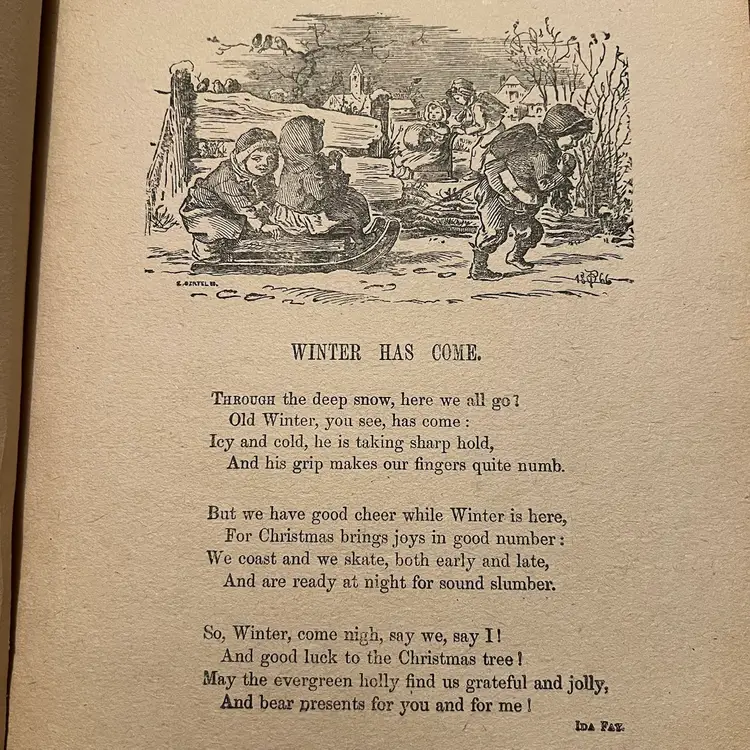 E. OERTEL SC.
1866
WINTER HAS COME.
THROUGH the deep snow, here we all go?
Old Winter, you see, has come :
Icy and cold, he is taking sharp hold,
And his grip makes our fingers quite numb.
But we have good cheer while Winter is here,
For Christmas brings joys in good number :
We coast and we skate, both early and late,
And are ready at night for sound slumber.
So, Winter, come nigh, say we, say I !
And good luck to the Christmas tree !
May the evergreen holly find us grateful and jolly,
And bear presents for you and for me !
IDA FAY.